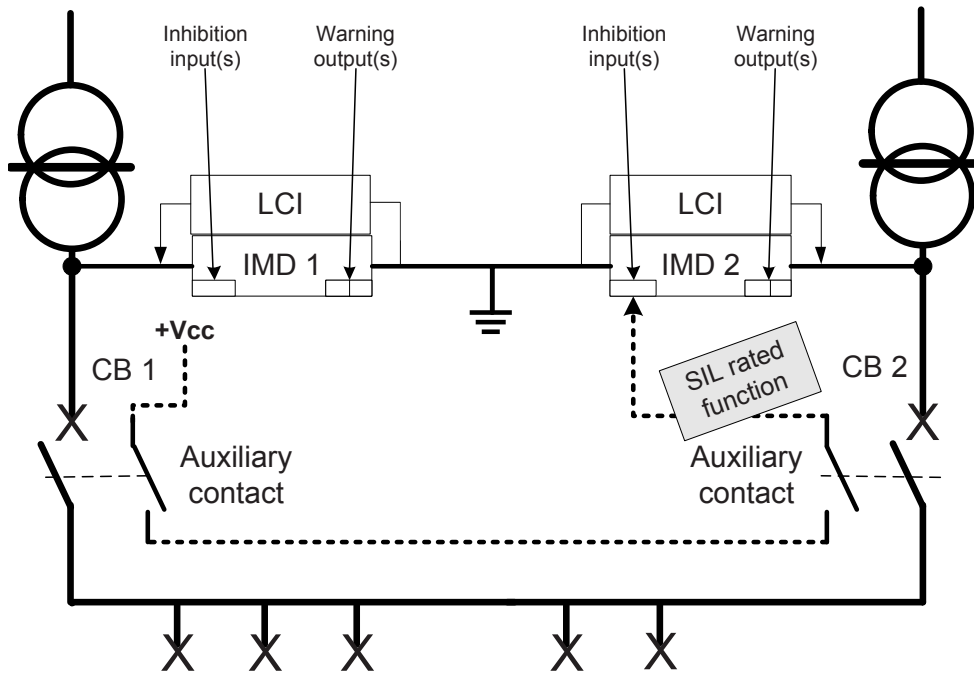 Inhibition
input(s)
Warning
output(s)
Inhibition
input(s)
Warning
output(s)
LCI
LCI
IMD 1
IMD 2
+Vcc
CB 1
SIL rated
function
CB 2
Auxiliary
contact
Auxiliary
contact